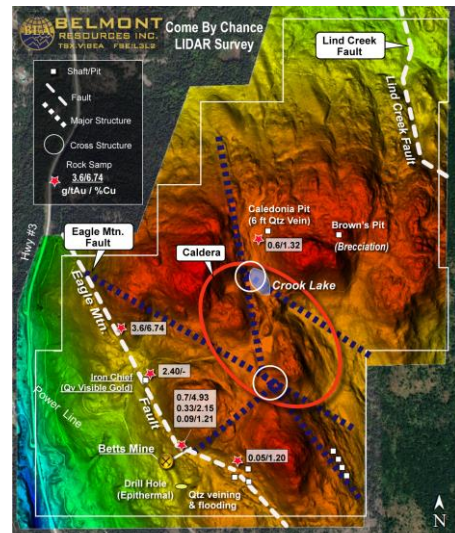 BELMONT
RESOURCES INC.
TSX.V:BEA FSE:L3L2
Come By Chance
LIDAR Survey
Shaft/Pit
Fault
Major Structure
Cross Structure
Rock Samp
3.6/6.74
g/tAu / %Cu
Lind Creek
Fault
Lind Creek Fault
Hwy #3
Eagle Mtn.
Fault
Caledonia Pit
(6 ft Qtz Vein)
0.6/1.32
Brown's Pit
(Brecciation)
Caldera
Crook Lake
Eagle Mtn.
Fault
3.6/6.74
2.40/-
Iron Chief
(Qv Visible Gold)
0.7/4.93
0.33/2.15
0.09/1.21
Power Line
Betts Mine
0.05/1.20
Drill Hole
(Epithermal)
Qtz veining
& flooding
N